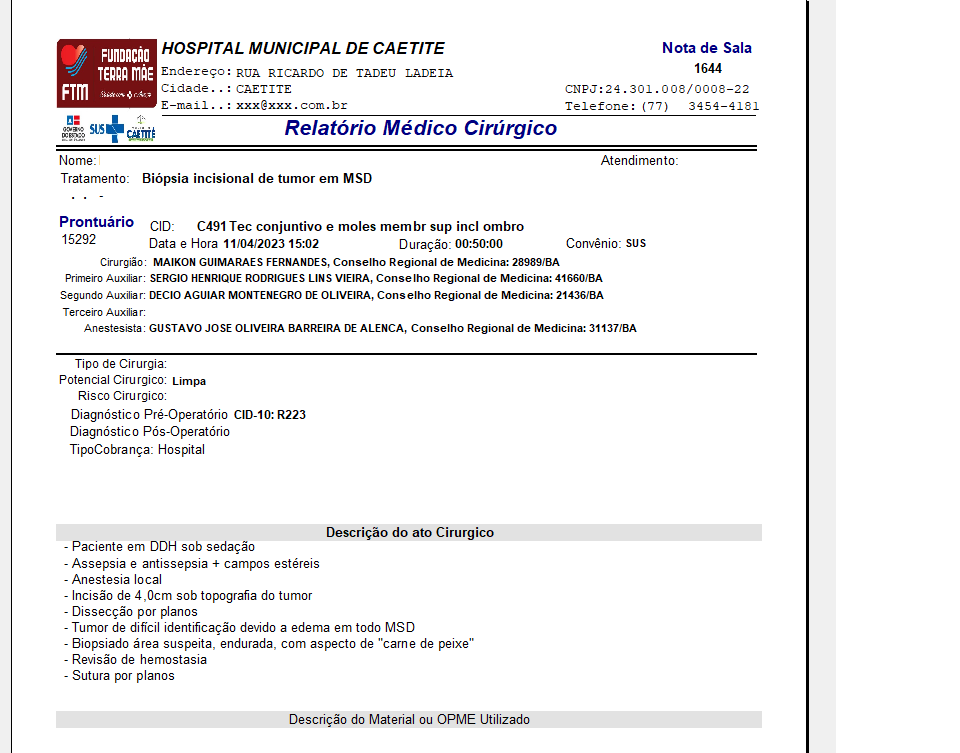 FUNDAÇÃO
TERRA MÃE
FTM
HOSPITAL MUNICIPAL DE CAETITE
Nota de Sala
1644
Endereço: RUA RICARDO DE TADEU LADEIA
Cidade..: CAETITE
CNPJ:24.301.008/0008-22
E-mail..: xxx@xxx.com.br
Telefone: (77) 3454-4181
GOVERNO
DO ESTADO
SUS
CAETITÉ
Relatório Médico Cirúrgico
Nome:
Atendimento:
Tratamento: Biópsia incisional de tumor em MSD
. . -
Prontuário
15292
CID: C491 Tec conjuntivo e moles membr sup incl ombro
Data e Hora 11/04/2023 15:02 Duração: 00:50:00 Convênio: SUS
Cirurgião: MAIKON GUIMARAES FERNANDES, Conselho Regional de Medicina: 28989/BA
Primeiro Auxiliar: SERGIO HENRIQUE RODRIGUES LINS VIEIRA, Conselho Regional de Medicina: 41660/BA
Segundo Auxiliar: DECIO AGUIAR MONTENEGRO DE OLIVEIRA, Conselho Regional de Medicina: 21436/BA
Terceiro Auxiliar:
Anestesista: GUSTAVO JOSE OLIVEIRA BARREIRA DE ALENCA, Conselho Regional de Medicina: 31137/BA
Tipo de Cirurgia:
Potencial Cirurgico: Limpa
Risco Cirurgico:
Diagnóstico Pré-Operatório CID-10: R223
Diagnóstico Pós-Operatório
TipoCobrança: Hospital
Descrição do ato Cirurgico
- Paciente em DDH sob sedação
- Assepsia e antissepsia + campos estéreis
- Anestesia local
- Incisão de 4,0cm sob topografia do tumor
- Dissecção por planos
- Tumor de difícil identificação devido a edema em todo MSD
- Biopsiado área suspeita, endurada, com aspecto de "carne de peixe"
- Revisão de hemostasia
- Sutura por planos
Descrição do Material ou OPME Utilizado